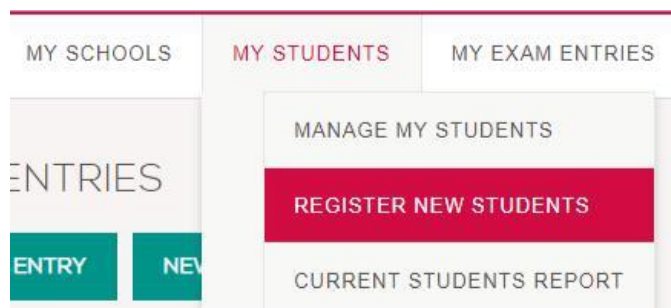 MY SCHOOLS MY STUDENTS MY EXAM ENTRIES
MANAGE MY STUDENTS
ENTRIES
REGISTER NEW STUDENTS
ENTRY
CURRENT STUDENTS REPORT